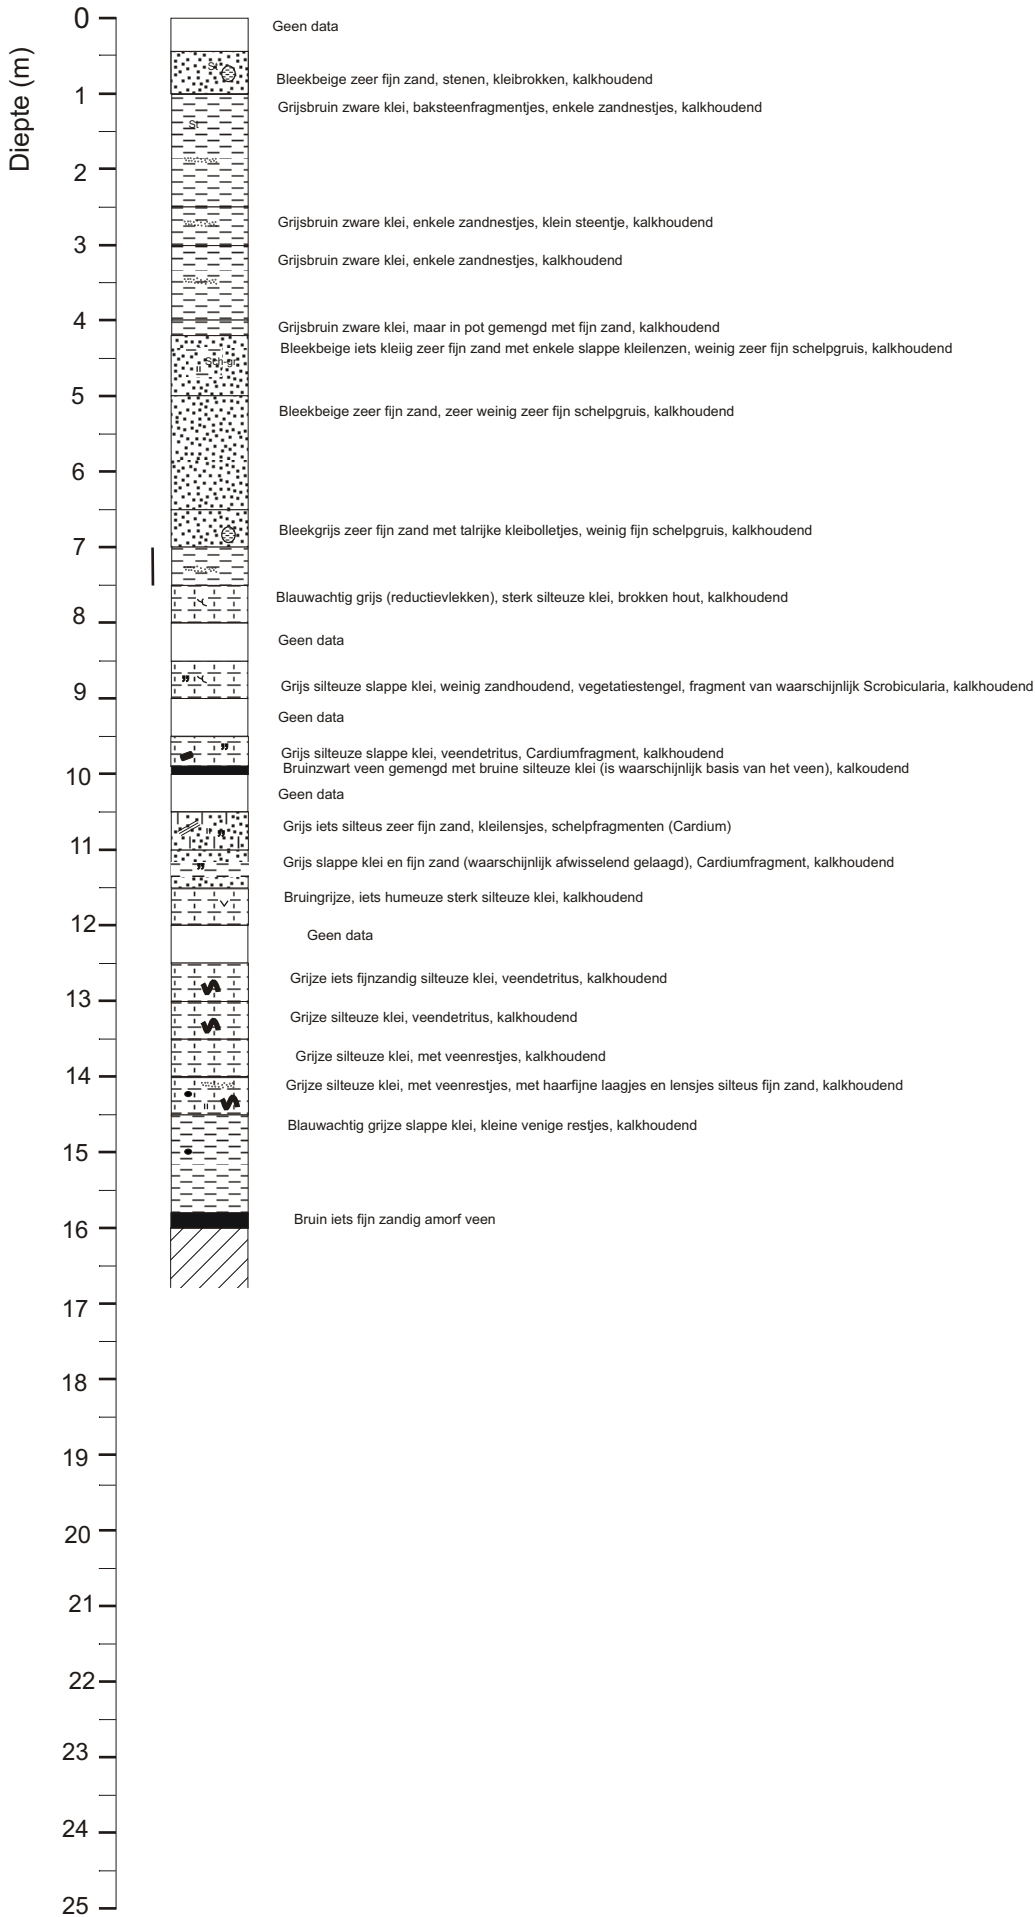 Diepte (m)
0
Geen data
St
Bleekbeige zeer fijn zand, stenen, kleibrokken, kalkhoudend
1
Grijsbruin zware klei, baksteenfragmentjes, enkele zandnestjes, kalkhoudend
St
2
Grijsbruin zware klei, enkele zandnestjes, klein steentje, kalkhoudend
3
Grijsbruin zware klei, enkele zandnestjes, kalkhoudend
4
Grijsbruin zware klei, maar in pot gemengd met fijn zand, kalkhoudend
Bleekbeige iets kleiig zeer fijn zand met enkele slappe kleilenzen, weinig zeer fijn schelpgruis, kalkhoudend
Sch-gr
5
Bleekbeige zeer fijn zand, zeer weinig zeer fijn schelpgruis, kalkhoudend
6
Bleekgrijs zeer fijn zand met talrijke kleibolletjes, weinig fijn schelpgruis, kalkhoudend
7
Blauwachtig grijs (reductievlekken), sterk silteuze klei, brokken hout, kalkhoudend
8
Geen data
Grijs silteuze slappe klei, weinig zandhoudend, vegetatiestengel, fragment van waarschijnlijk Scrobicularia, kalkhoudend
9
Geen data
Grijs silteuze slappe klei, veendetritus, Cardiumfragment, kalkhoudend
Bruinzwart veen gemengd met bruine silteuze klei (is waarschijnlijk basis van het veen), kalkoudend
10
Geen data
Grijs iets silteus zeer fijn zand, kleilensjes, schelpfragmenten (Cardium)
11
Grijs slappe klei en fijn zand (waarschijnlijk afwisselend gelaagd), Cardiumfragment, kalkhoudend
Bruingrijze, iets humeuze sterk silteuze klei, kalkhoudend
12
Geen data
Grijze iets fijnzandig silteuze klei, veendetritus, kalkhoudend
13
Grijze silteuze klei, veendetritus, kalkhoudend
Grijze silteuze klei, met veenrestjes, kalkhoudend
14
Grijze silteuze klei, met veenrestjes, met haarfijne laagjes en lensjes silteus fijn zand, kalkhoudend
Blauwachtig grijze slappe klei, kleine venige restjes, kalkhoudend
15
Bruin iets fijn zandig amorf veen
16
17
18
19
20
21
22
23
24
25